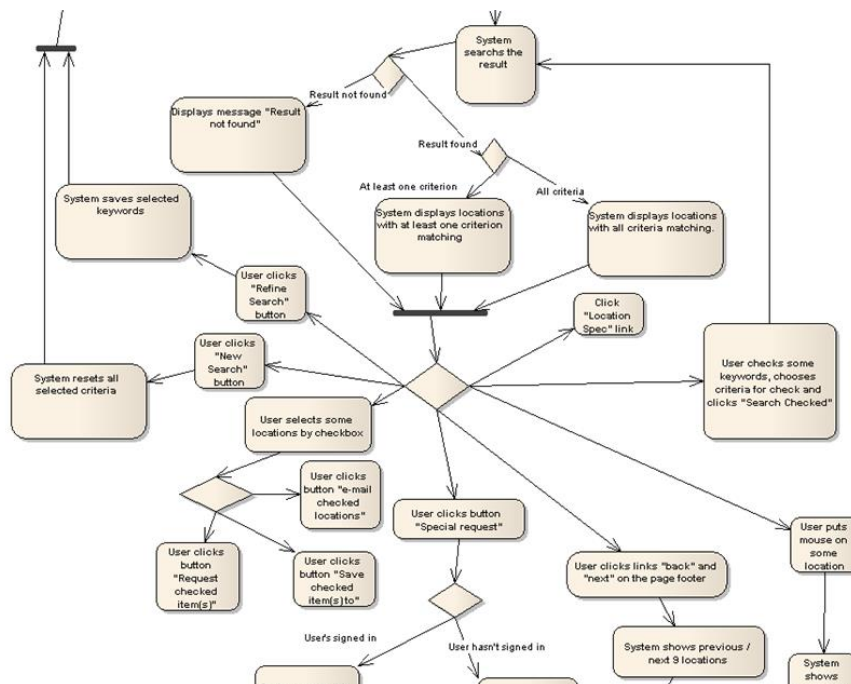 System
searchs the
result
Result not found
Displays message "Result
not found"
Result found
At least one criterion
All criteria
System saves selected
keywords
System displays locations
with at least one criterion
matching
System displays locations
with all criteria matching.
User clicks
"Refine
Search"
button
Click
"Location
Spec" link
User clicks
"New
Search"
button
System resets all
selected criteria
User checks some
keywords, chooses
criteria for check and
clicks "Search Checked"
User selects some
locations by checkbox
User clicks
button "e-mail
checked
locations"
User clicks button
"Special request"
User puts
mouse on
some
location
User clicks
button
"Request
checked
item(s)"
User clicks
button "Save
checked
item(s)to"
User clicks links "back" and
"next" on the page footer
User's signed in
User hasn't signed in
System shows previous /
next 9 locations
System
shows